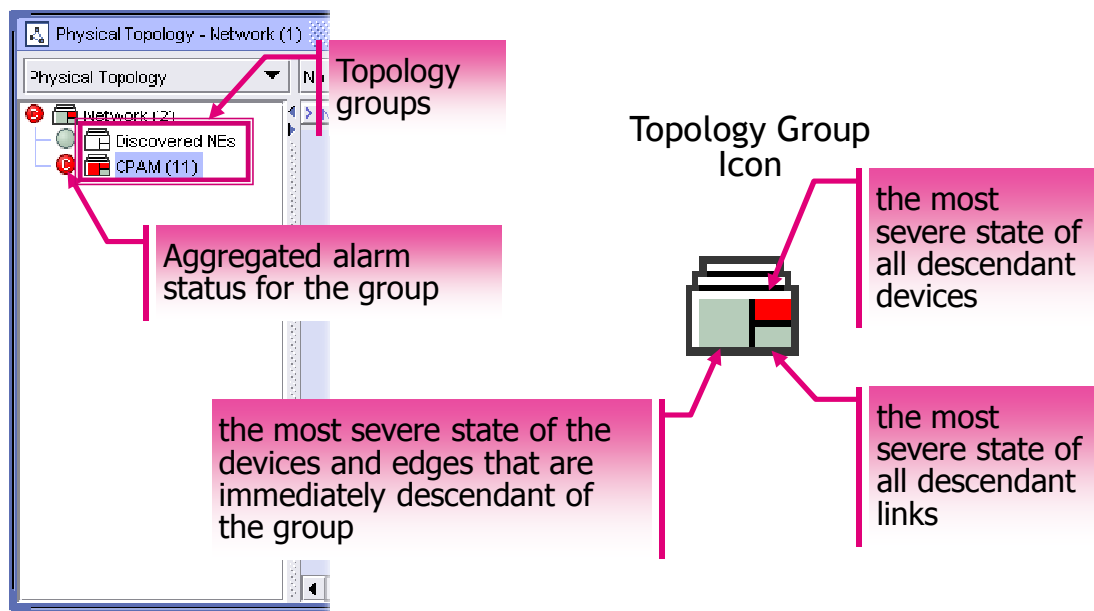 Physical Topology - Network (1)
Physical Topology
N
Topology
groups
Network (2)
Discovered NEs
CPAM (11)
C
Aggregated alarm
status for the group
Topology Group
Icon
the most
severe state of
all descendant
devices
the most severe state of the
devices and edges that are
immediately descendant of
the group
the most
severe state of
all descendant
links